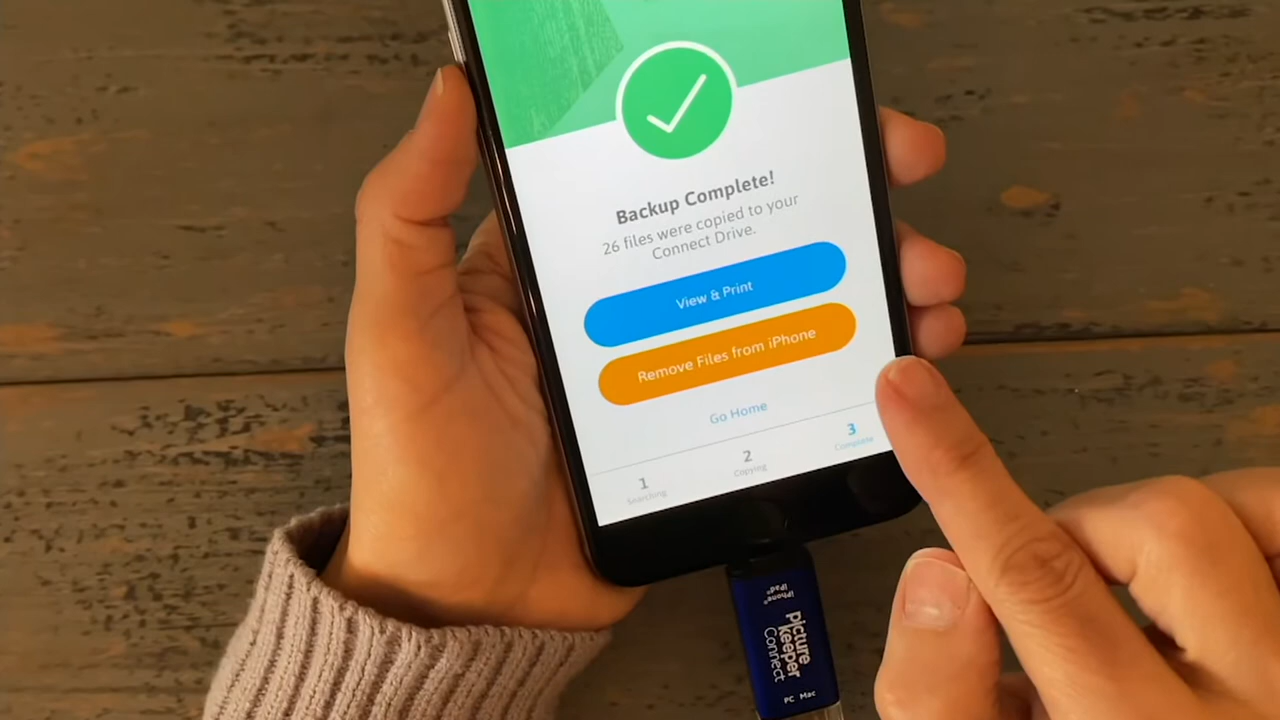 Backup Complete!
26 files were copied to your
Connect Drive.
View & Print
Remove Files from iPhone
Go Home
1
Searching
2
Copying
3
Complete
iPhone®
iPad®
picture
keeper
Connect
PC Mac